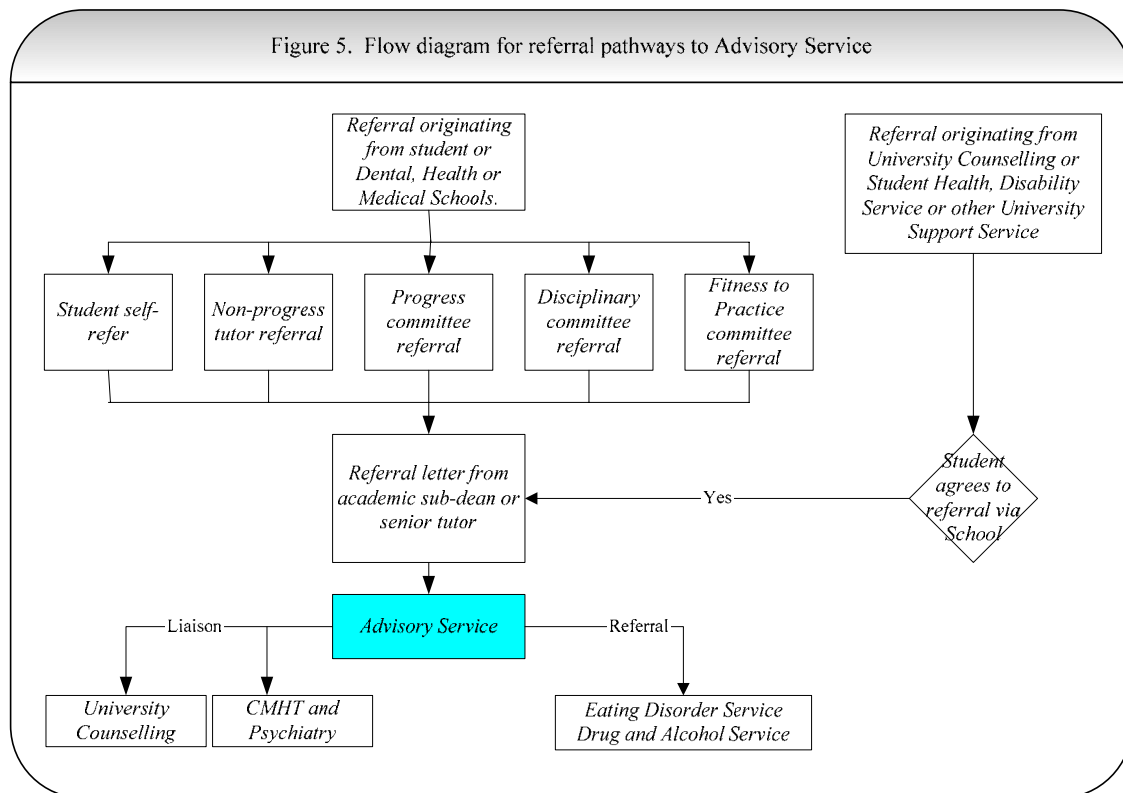 Figure 5. Flow diagram for referral pathways to Advisory Service
Referral originating
from student or
Dental, Health or
Medical Schools.
Referral originating from
University Counselling or
Student Health, Disability
Service or other University
Support Service
Student self-
refer
Non-progress
tutor referral
Progress
committee
referral
Disciplinary
committee
referral
Fitness to
Practice
committee
referral
Referral letter from
academic sub-dean or
senior tutor
Yes
Student
agrees to
referral via
School
Advisory Service
Liaison
Referral
University
Counselling
CMHT and
Psychiatry
Eating Disorder Service
Drug and Alcohol Service